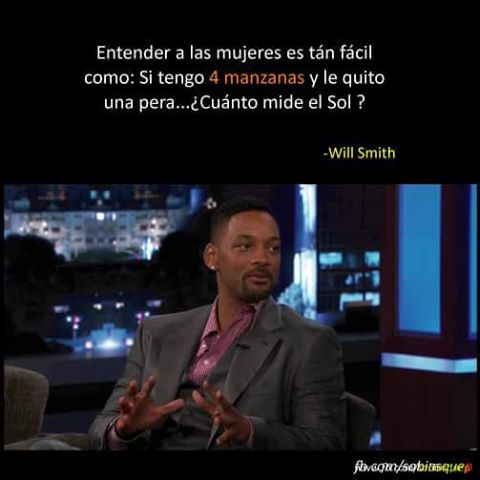 Entender a las mujeres es tán fácil
como: Si tengo 4 manzanas y le quito
una pera...¿Cuánto mide el Sol ?
-Will Smith